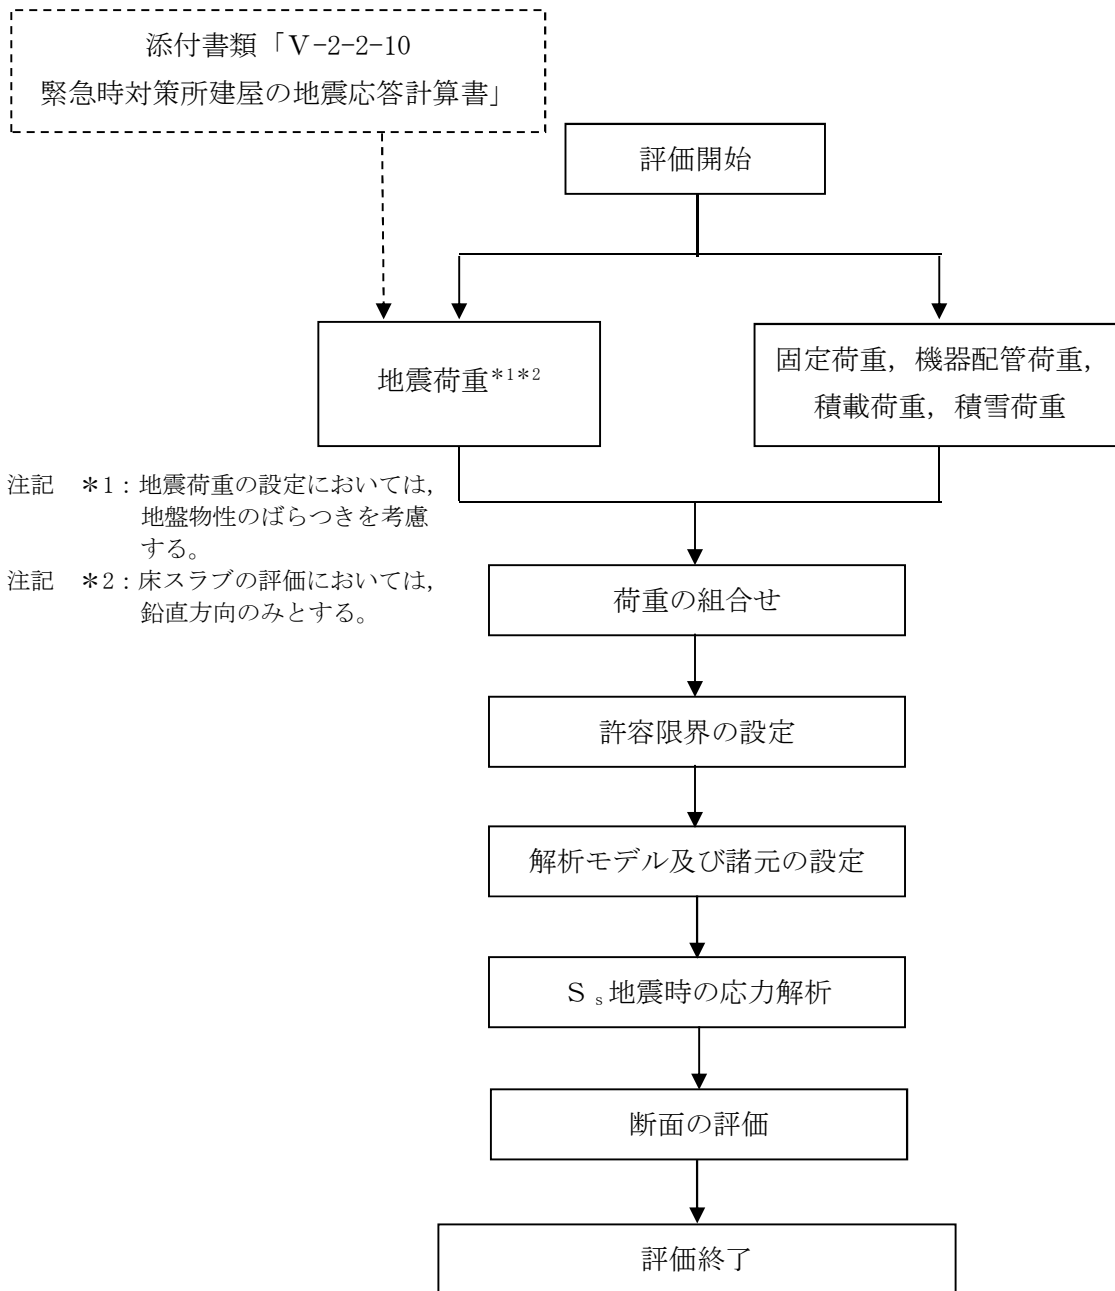 添付書類「Ⅴ-2-2-10
緊急時対策所建屋の地震応答計算書」
評価開始
地震荷重*1*2
固定荷重，機器配管荷重，
積載荷重，積雪荷重
注記　＊1：地震荷重の設定においては，
地盤物性のばらつきを考慮
する。
注記　＊2：床スラブの評価においては，
鉛直方向のみとする。
荷重の組合せ
許容限界の設定
解析モデル及び諸元の設定
Ｓｓ地震時の応力解析
断面の評価
評価終了